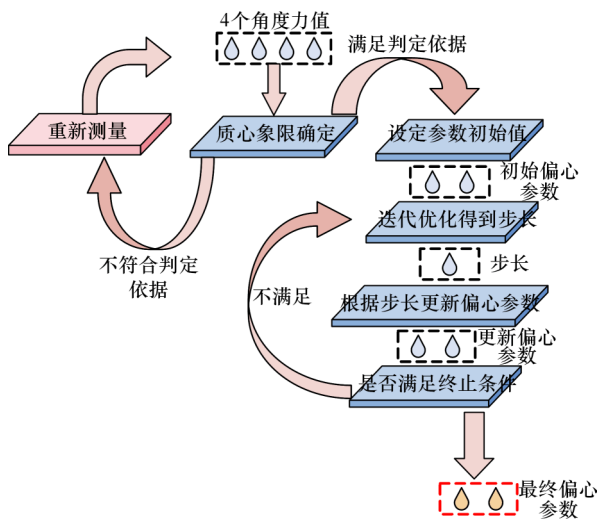 4个角度力值
满足判定依据
重新测量
质心象限确定
设定参数初始值
初始偏心
参数
迭代优化得到步长
不符合判定
依据
步长
不满足
根据步长更新偏心参数
更新偏心
参数
是否满足终止条件
最终偏心
参数